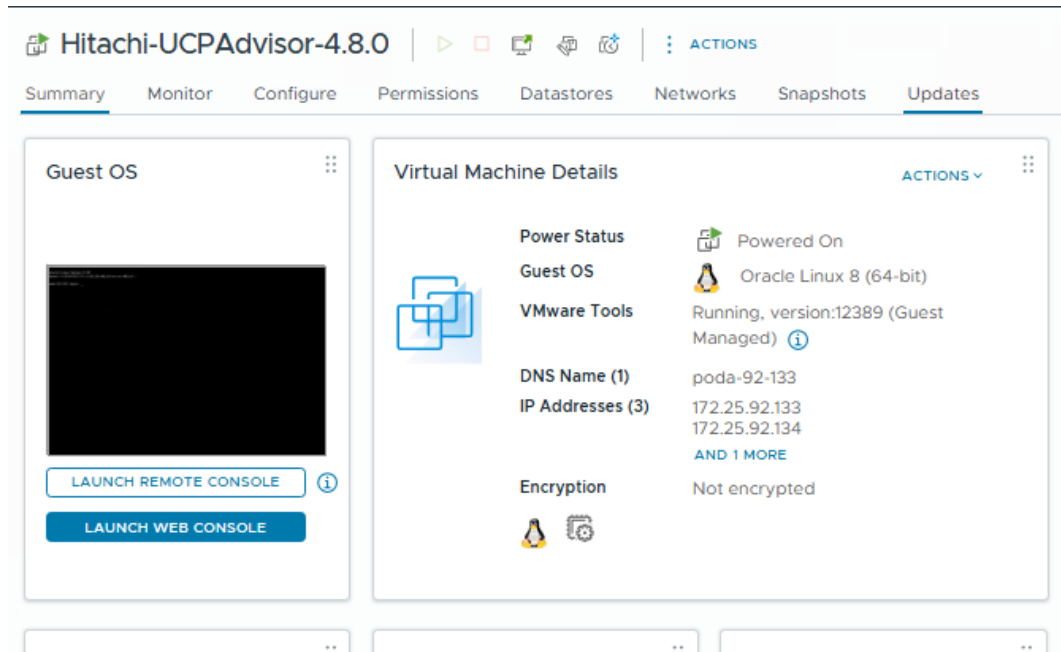 Hitachi-UCPAdvisor-4.8.0
ACTIONS
Summary Monitor Configure Permissions Datastores Networks Snapshots Updates
Guest OS
LAUNCH REMOTE CONSOLE
LAUNCH WEB CONSOLE
Virtual Machine Details
ACTIONS
Power Status Powered On
Guest OS Oracle Linux 8 (64-bit)
VMware Tools Running, version:12389 (Guest
Managed)
DNS Name (1) poda-92-133
IP Addresses (3) 172.25.92.133
172.25.92.134
AND 1 MORE
Encryption Not encrypted